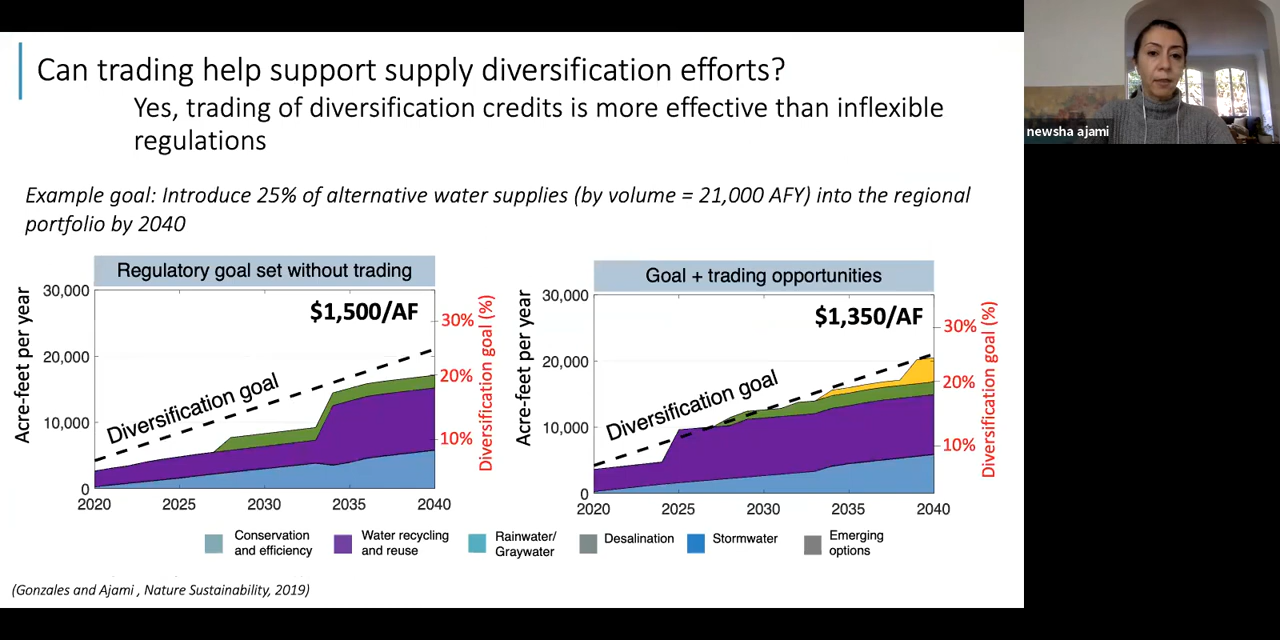 Can trading help support supply diversification efforts?
Yes, trading of diversification credits is more effective than inflexible
regulations
Example goal: Introduce 25% of alternative water supplies (by volume = 21,000 AFY) into the regional
portfolio by 2040
Regulatory goal set without trading
$1,500/AF
Acre-feet per year
30,000
20,000
10,000
0
Diversification goal
30%
20%
10%
Diversification goal (%)
2020 2025 2030 2035 2040
Goal + trading opportunities
$1,350/AF
Acre-feet per year
30,000
20,000
10,000
0
Diversification goal
30%
20%
10%
Diversification goal (%)
2020 2025 2030 2035 2040
Conservation
and efficiency
Water recycling
and reuse
Rainwater/
Graywater
Desalination
Stormwater
Emerging
options
(Gonzales and Ajami , Nature Sustainability, 2019)
newsha ajami